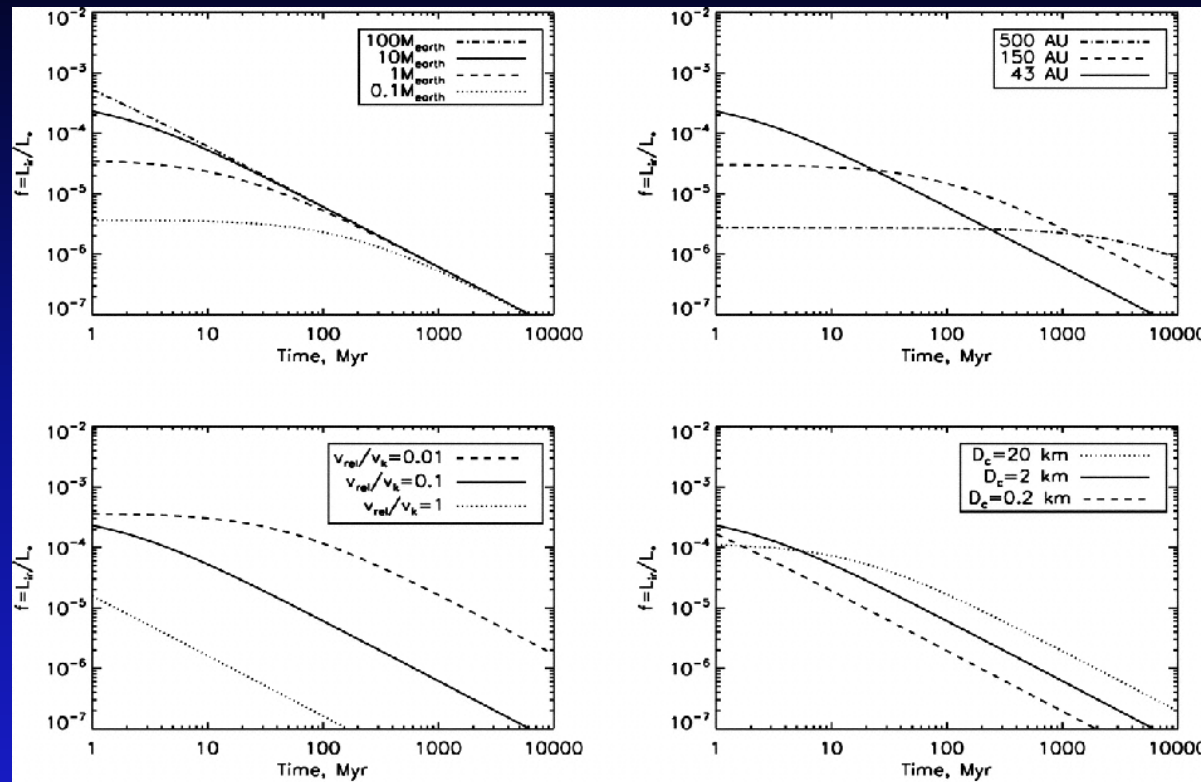 10⁻²
10⁻³
10⁻⁴
10⁻⁵
10⁻⁶
10⁻⁷
f=L_ir/L_*
100M_earth
10M_earth
1M_earth
0.1M_earth
1 10 100 1000 10000
Time, Myr
10⁻²
10⁻³
10⁻⁴
10⁻⁵
10⁻⁶
10⁻⁷
f=L_ir/L_*
500 AU
150 AU
43 AU
1 10 100 1000 10000
Time, Myr
10⁻²
10⁻³
10⁻⁴
10⁻⁵
10⁻⁶
10⁻⁷
f=L_ir/L_*
v_rel/v_k=0.01
v_rel/v_k=0.1
v_rel/v_k=1
1 10 100 1000 10000
Time, Myr
10⁻²
10⁻³
10⁻⁴
10⁻⁵
10⁻⁶
10⁻⁷
f=L_ir/L_*
D_c=20 km
D_c=2 km
D_c=0.2 km
1 10 100 1000 10000
Time, Myr